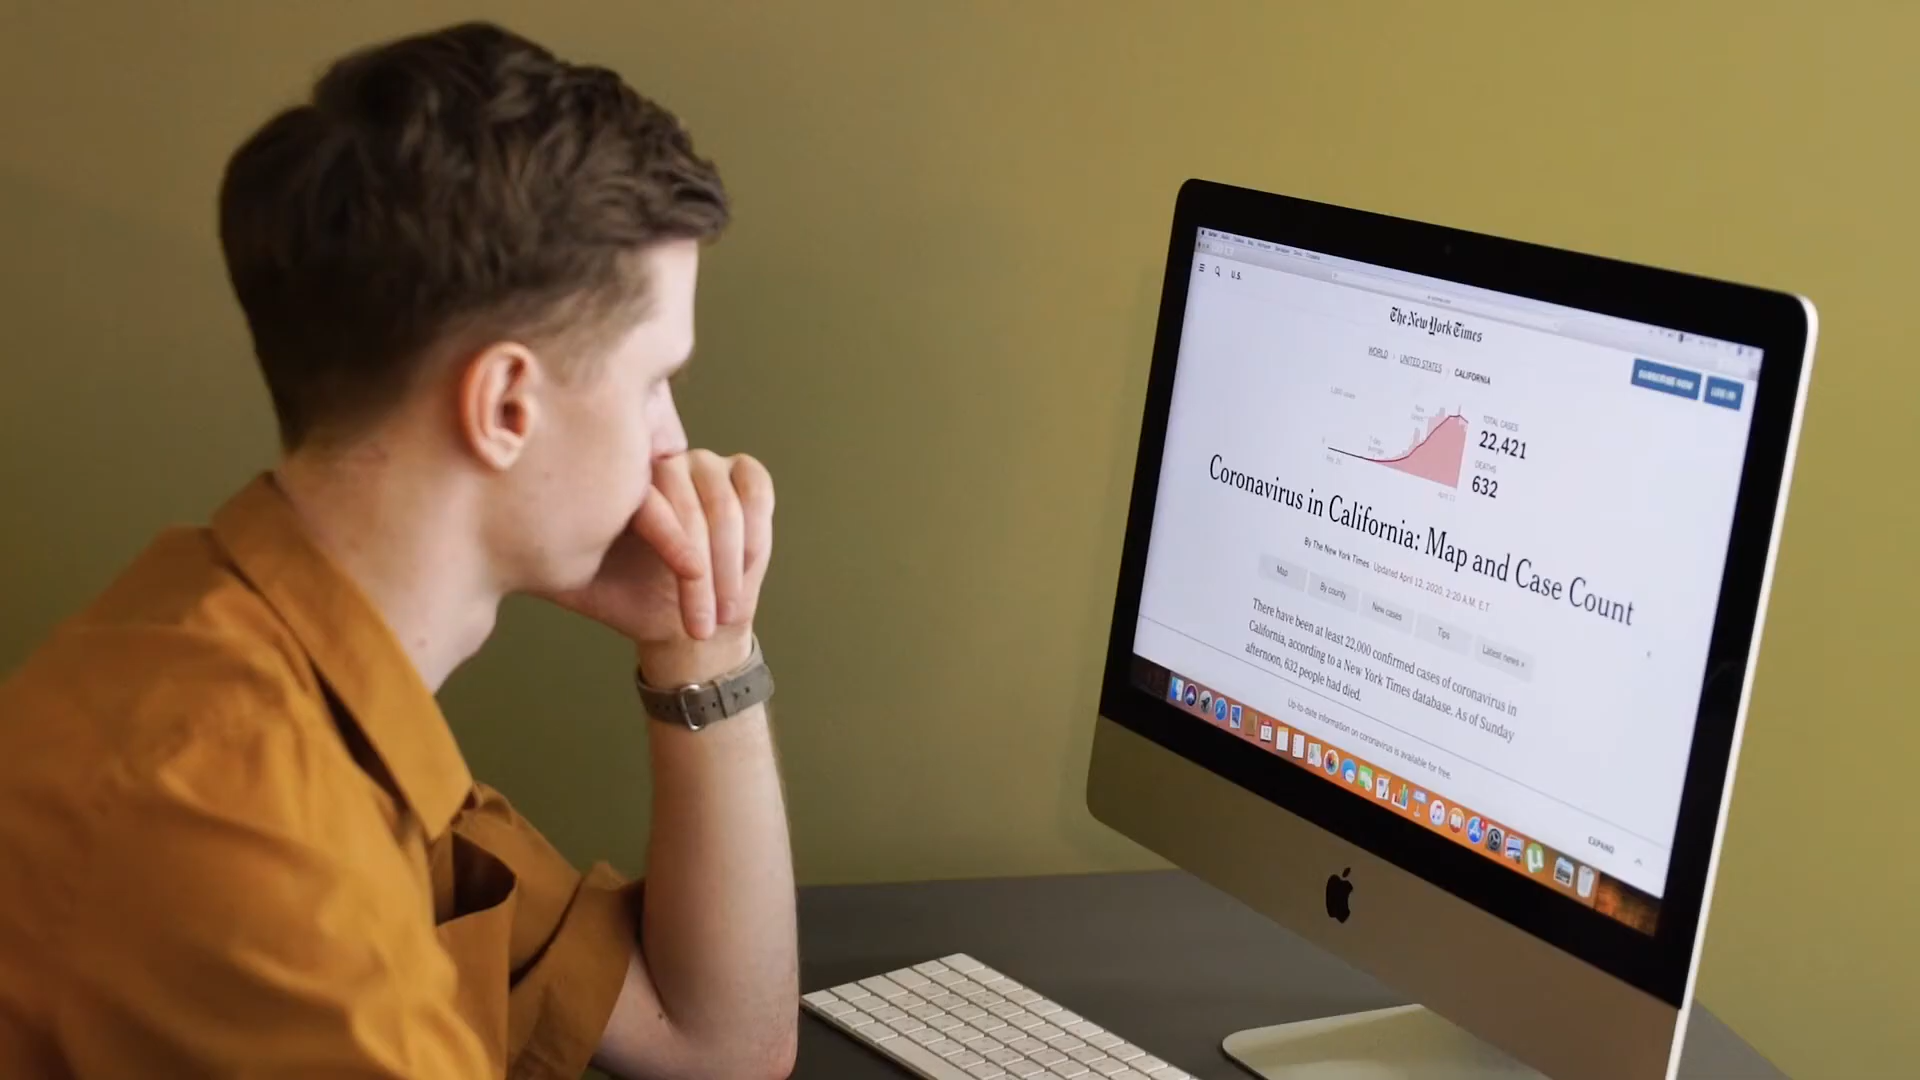 U.S.
The New York Times
WORLD › UNITED STATES › CALIFORNIA
SUBSCRIBE NOW
LOG IN
TOTAL CASES
22,421
DEATHS
632
Coronavirus in California: Map and Case Count
By The New York Times Updated April 12, 2020, 2:20 A.M. E.T
Map
By county
New cases
Tips
Latest news »
There have been at least 22,000 confirmed cases of coronavirus in
California, according to a New York Times database. As of Sunday
afternoon, 632 people had died.
Up-to-date information on coronavirus is available for free.
EXPAND